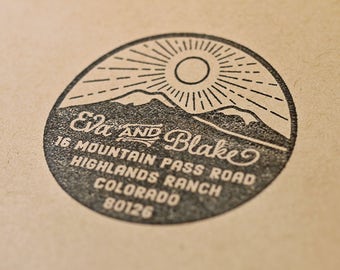 Eva AND Blake
16 MOUNTAIN PASS ROAD
HIGHLANDS RANCH
COLORADO
80126